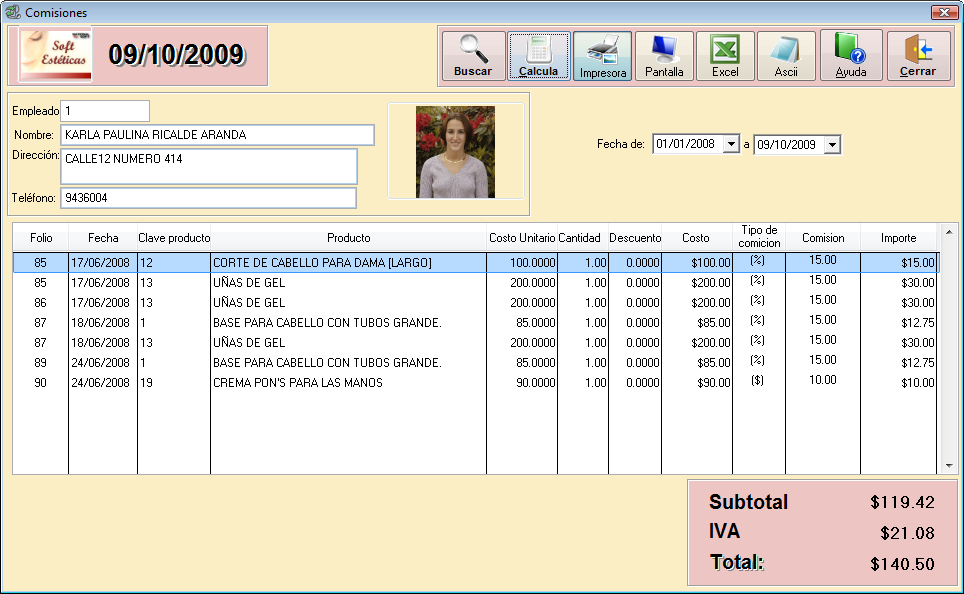 Comisiones
Soft
Estéticas
09/10/2009
Buscar
Calcula
Impresora
Pantalla
Excel
Ascii
Ayuda
Cerrar
Empleado 1
Nombre: KARLA PAULINA RICALDE ARANDA
Dirección: CALLE12 NUMERO 414
Teléfono: 9436004
Fecha de: 01/01/2008 a 09/10/2009
Folio Fecha Clave producto Producto Costo Unitario Cantidad Descuento Costo Tipo de comicion Comision Importe
85 17/06/2008 12 CORTE DE CABELLO PARA DAMA [LARGO] 100.0000 1.00 0.0000 $100.00 (%) 15.00 $15.00
85 17/06/2008 13 UÑAS DE GEL 200.0000 1.00 0.0000 $200.00 (%) 15.00 $30.00
86 17/06/2008 13 UÑAS DE GEL 200.0000 1.00 0.0000 $200.00 (%) 15.00 $30.00
87 18/06/2008 1 BASE PARA CABELLO CON TUBOS GRANDE. 85.0000 1.00 0.0000 $85.00 (%) 15.00 $12.75
87 18/06/2008 13 UÑAS DE GEL 200.0000 1.00 0.0000 $200.00 (%) 15.00 $30.00
89 24/06/2008 1 BASE PARA CABELLO CON TUBOS GRANDE. 85.0000 1.00 0.0000 $85.00 (%) 15.00 $12.75
90 24/06/2008 19 CREMA PON'S PARA LAS MANOS 90.0000 1.00 0.0000 $90.00 ($) 10.00 $10.00
Subtotal $119.42
IVA $21.08
Total: $140.50